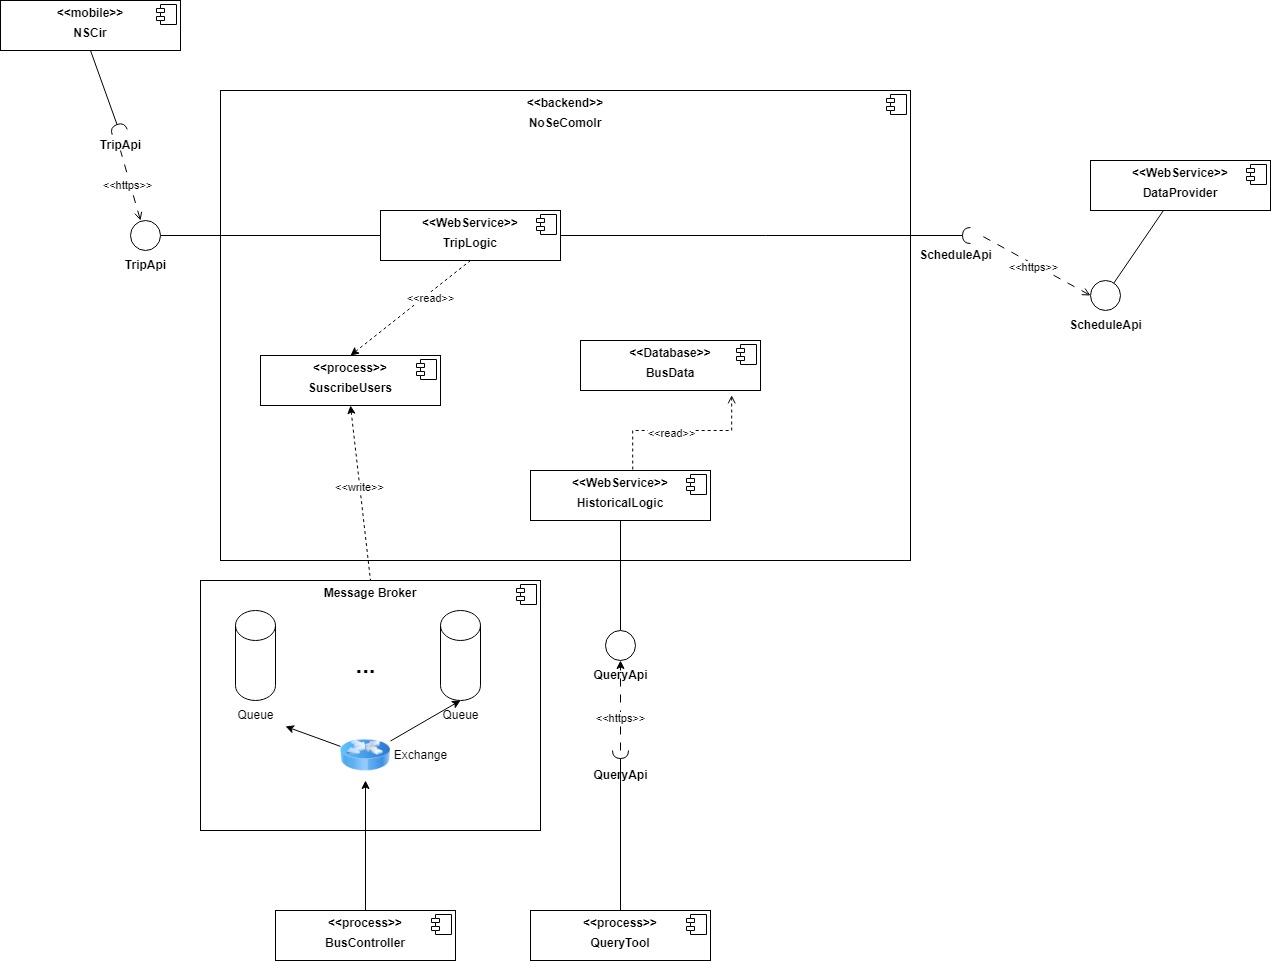 <<mobile>>
NSCir
TripApi
<<https>>
TripApi
<<backend>>
NoSeComoIr
<<WebService>>
TripLogic
ScheduleApi
<<https>>
<<WebService>>
DataProvider
ScheduleApi
<<read>>
<<process>>
SuscribeUsers
<<Database>>
BusData
<<read>>
<<write>>
<<WebService>>
HistoricalLogic
Message Broker
...
Queue
Queue
Exchange
QueryApi
<<https>>
QueryApi
<<process>>
BusController
<<process>>
QueryTool